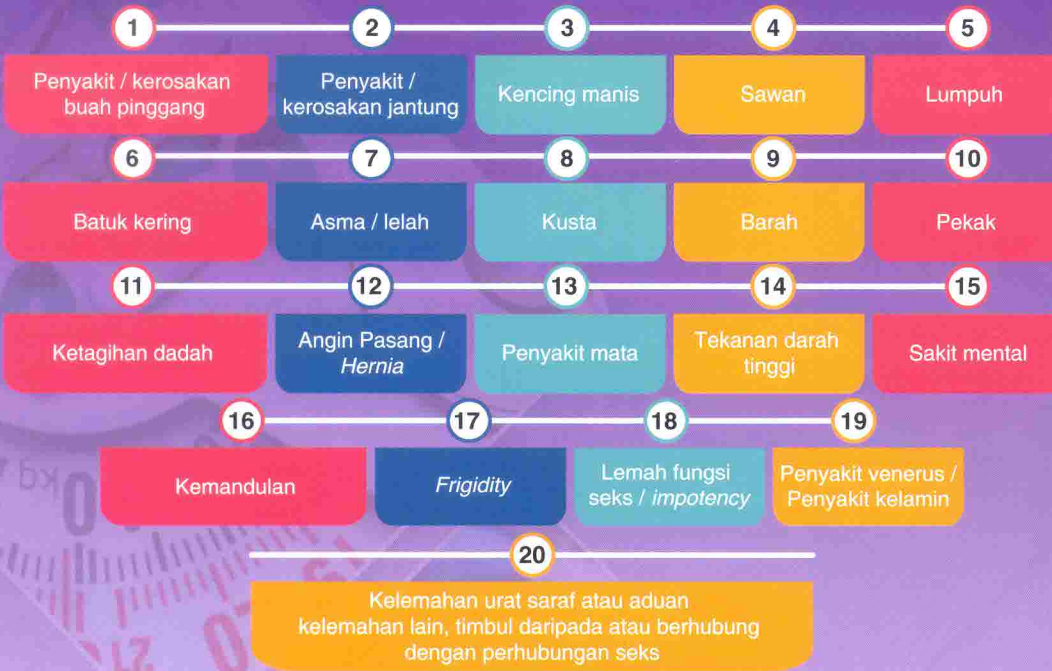 1 2 3 4 5
Penyakit / kerosakan
buah pinggang
Penyakit /
kerosakan jantung
Kencing manis
Sawan
Lumpuh
6 7 8 9 10
Batuk kering
Asma / lelah
Kusta
Barah
Pekak
11 12 13 14 15
Ketagihan dadah
Angin Pasang /
Hernia
Penyakit mata
Tekanan darah
tinggi
Sakit mental
16 17 18 19
Kemandulan
Frigidity
Lemah fungsi
seks / impotency
Penyakit venerus /
Penyakit kelamin
20
Kelemahan urat saraf atau aduan
kelemahan lain, timbul daripada atau berhubung
dengan perhubungan seks
kg
0